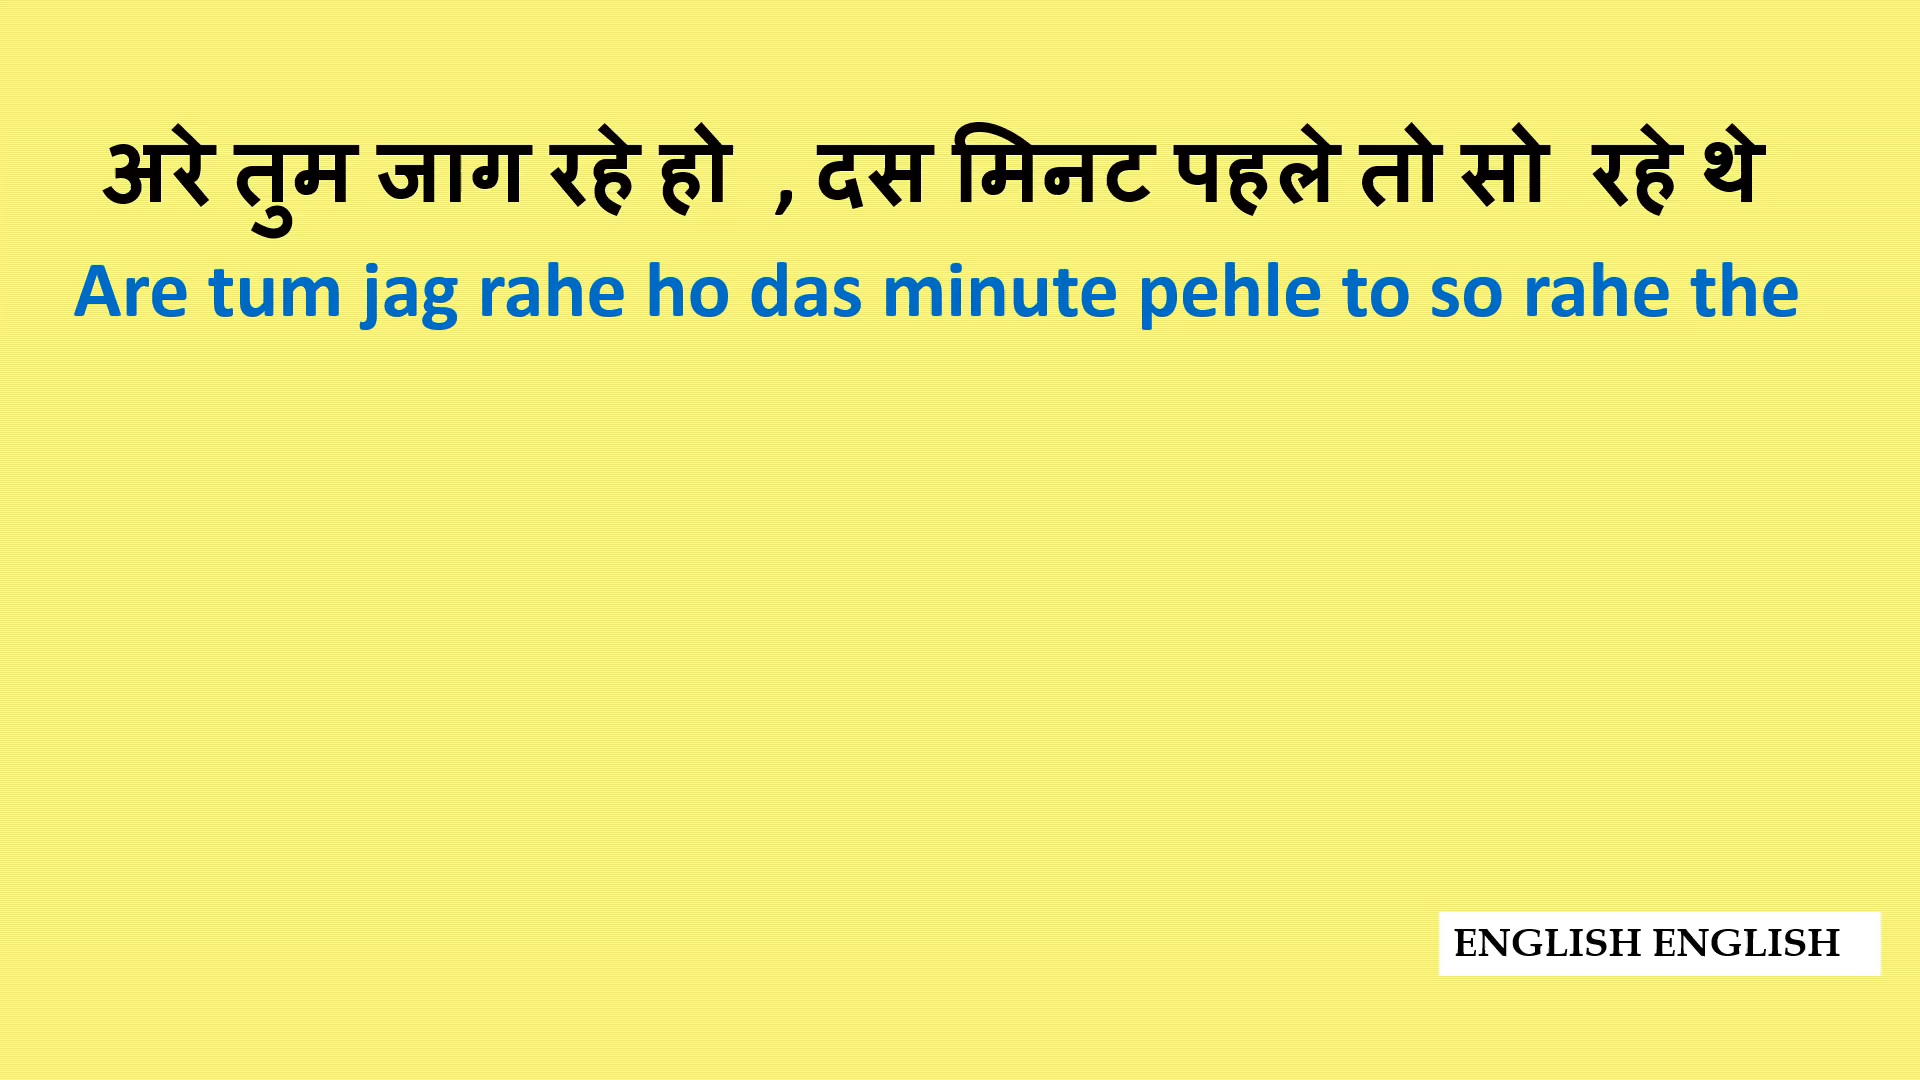 अरे तुम जाग रहे हो , दस मिनट पहले तो सो रहे थे
Are tum jag rahe ho das minute pehle to so rahe the
ENGLISH ENGLISH